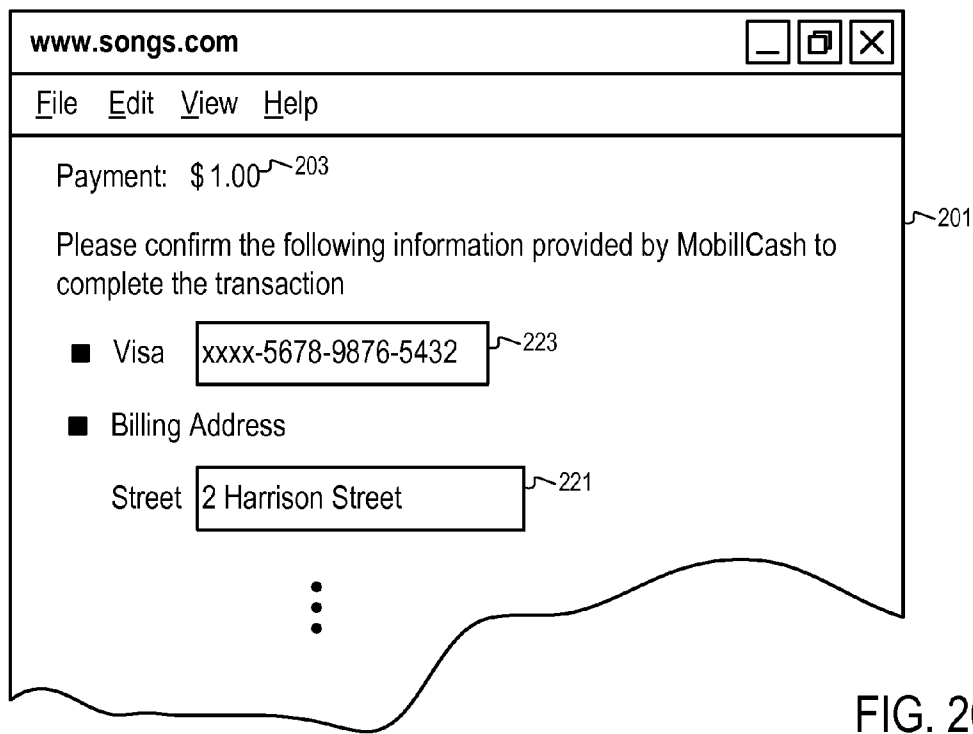 www.songs.com
File Edit View Help
Payment: $1.00 203
201
Please confirm the following information provided by MobillCash to
complete the transaction
Visa xxxx-5678-9876-5432 223
Billing Address
Street 2 Harrison Street 221
FIG.